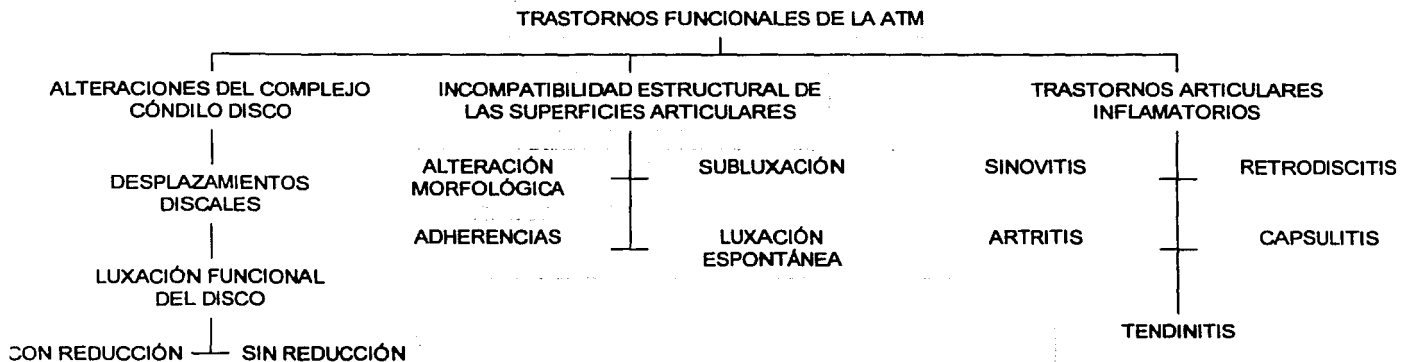 TRASTORNOS FUNCIONALES DE LA ATM
ALTERACIONES DEL COMPLEJO
CÓNDILO DISCO
DESPLAZAMIENTOS
DISCALES
LUXACIÓN FUNCIONAL
DEL DISCO
CON REDUCCIÓN SIN REDUCCIÓN
INCOMPATIBILIDAD ESTRUCTURAL DE
LAS SUPERFICIES ARTICULARES
ALTERACIÓN
MORFOLÓGICA
SUBLUXACIÓN
ADHERENCIAS
LUXACIÓN
ESPONTÁNEA
TRASTORNOS ARTICULARES
INFLAMATORIOS
SINOVITIS
RETRODISCITIS
ARTRITIS
CAPSULITIS
TENDINITIS